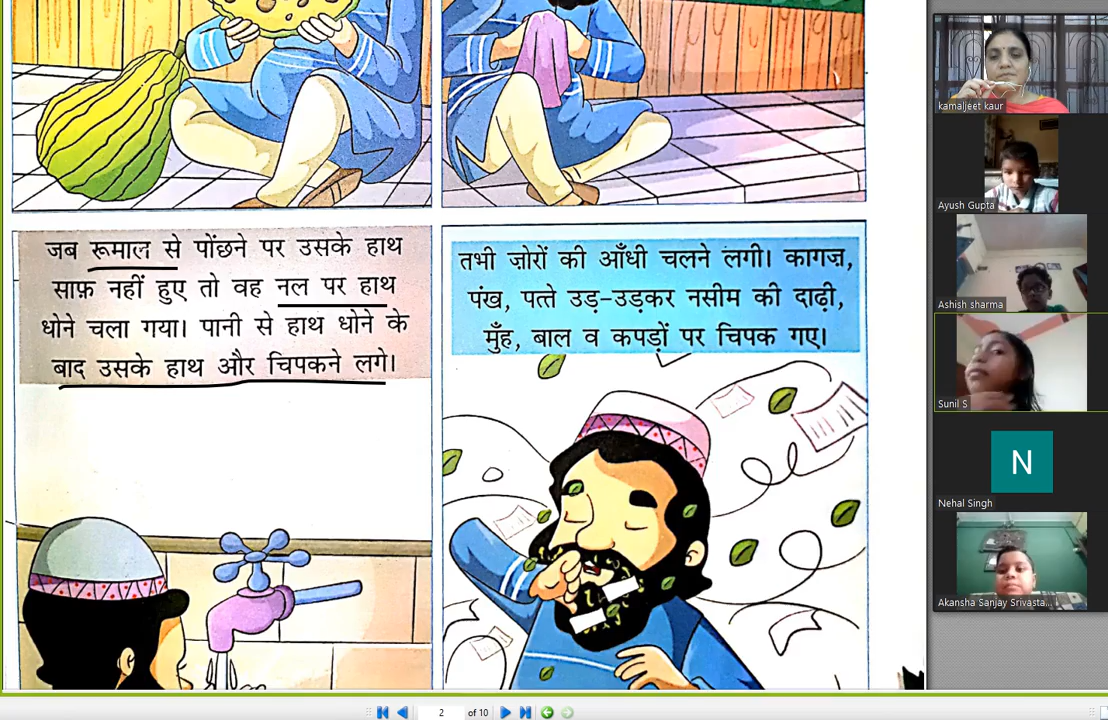 जब रूमाल से पोंछने पर उसके हाथ
साफ़ नहीं हुए तो वह नल पर हाथ
धोने चला गया। पानी से हाथ धोने के
बाद उसके हाथ और चिपकने लगे।
तभी ज़ोरों की आँधी चलने लगी। कागज़,
पंख, पत्ते उड़-उड़कर नसीम की दाढ़ी,
मुँह, बाल व कपड़ों पर चिपक गए।
kamaljeet kaur
Ayush Gupta
Ashish sharma
Sunil S
N
Nehal Singh
Akansha Sanjay Srivasta...
2
of 10